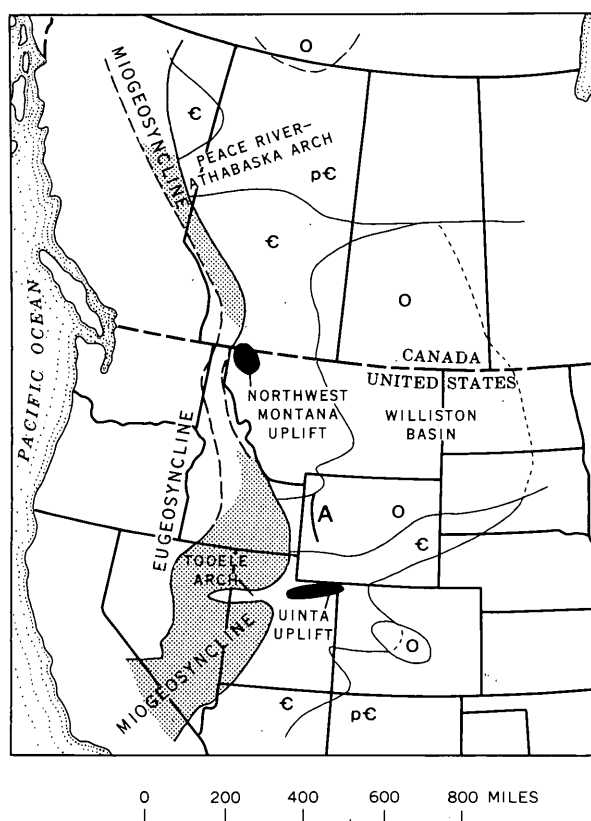 O
MIOGEOSYNCLINE
Є
PEACE RIVER–
ATHABASKA ARCH
pЄ
Є
O
PACIFIC OCEAN
CANADA
UNITED STATES
NORTHWEST
MONTANA
UPLIFT
WILLISTON
BASIN
EUGEOSYNCLINE
A
O
Є
TOOELE
ARCH
UINTA
UPLIFT
MIOGEOSYNCLINE
O
Є
pЄ
0 200 400 600 800 MILES